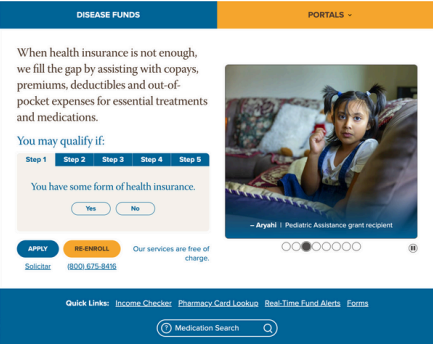 DISEASE FUNDS
PORTALS
When health insurance is not enough,
we fill the gap by assisting with copays,
premiums, deductibles and out-of-
pocket expenses for essential treatments
and medications.
You may qualify if:
Step 1 Step 2 Step 3 Step 4 Step 5
You have some form of health insurance.
Yes No
APPLY
RE-ENROLL
Our services are free of
charge.
Solicitar
(800) 675-8416
– Aryahi | Pediatric Assistance grant recipient
Quick Links: Income Checker Pharmacy Card Lookup Real-Time Fund Alerts Forms
? Medication Search